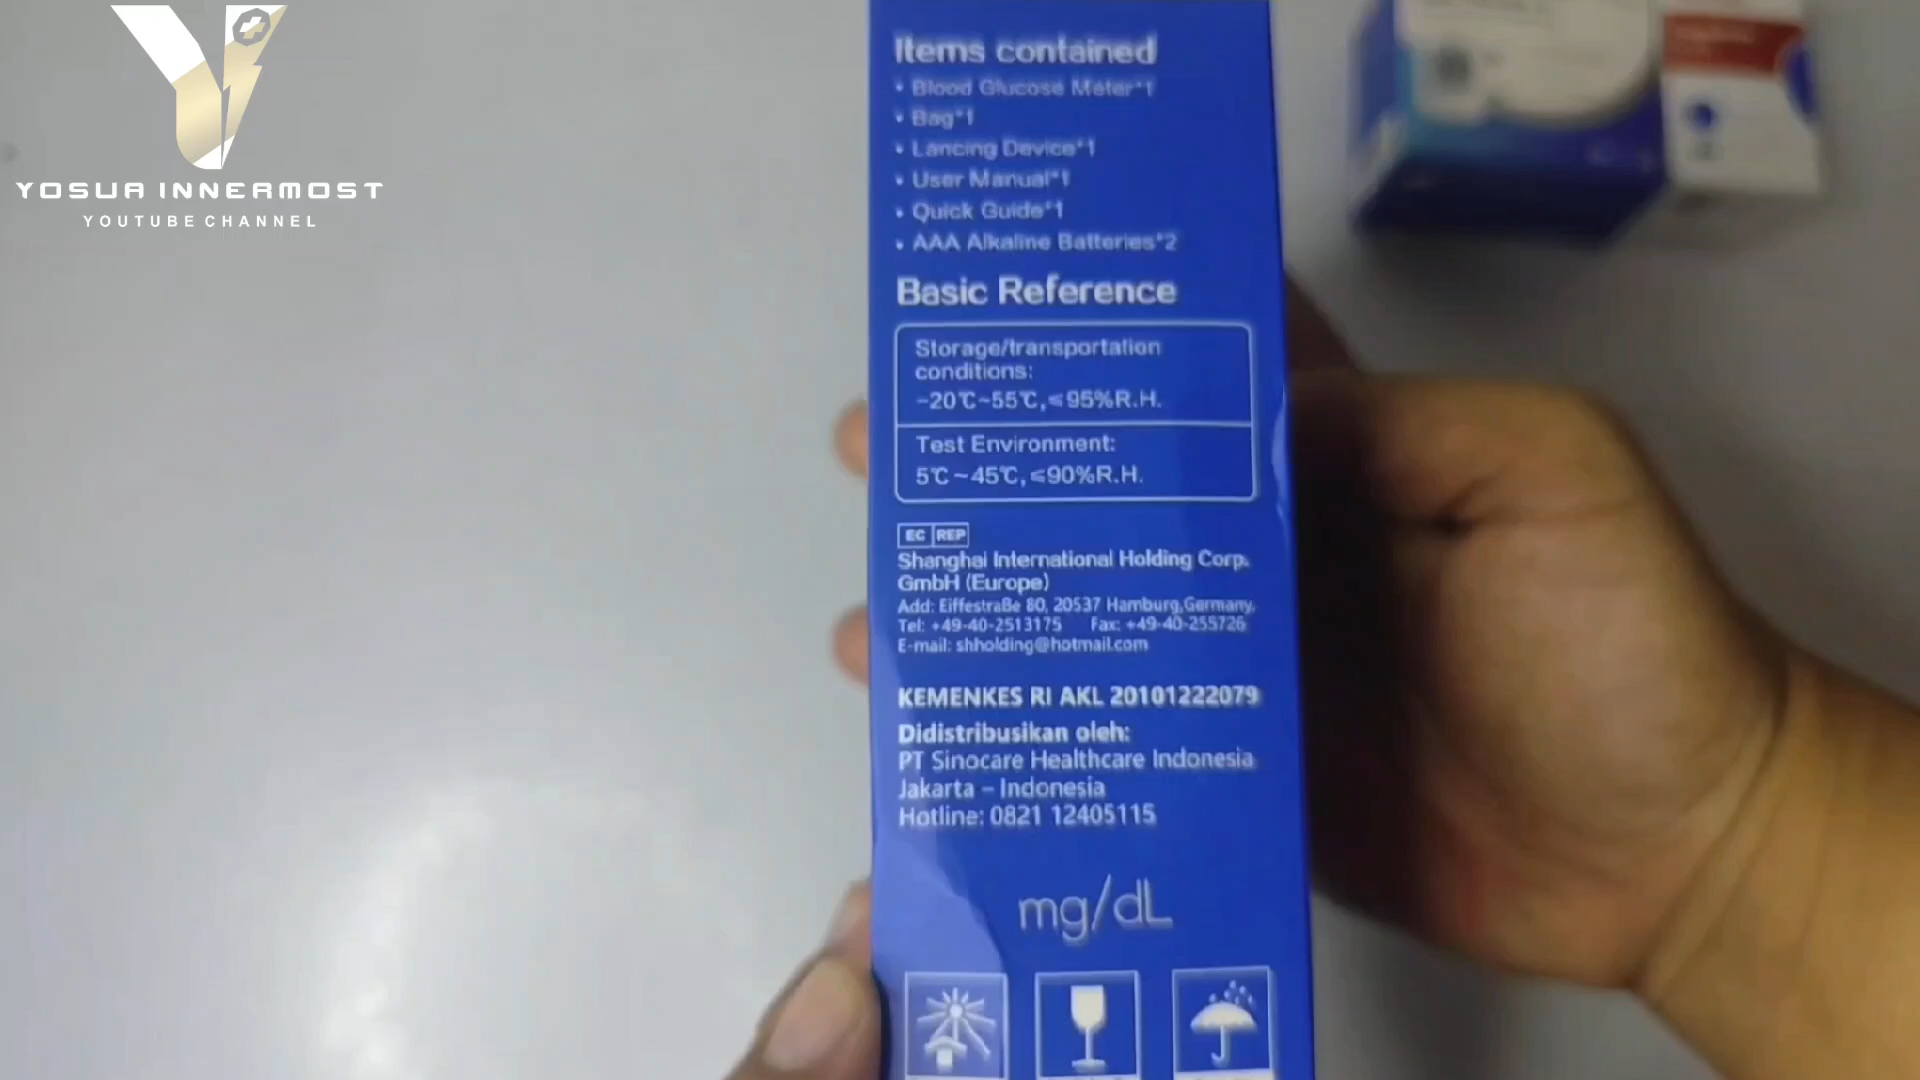 YOSUA INNERMOST
YOUTUBE CHANNEL
Items contained
• Blood Glucose Meter*1
• Bag*1
• Lancing Device*1
• User Manual*1
• Quick Guide*1
• AAA Alkaline Batteries*2
Basic Reference
Storage/transportation
conditions:
-20℃~55℃,≤95%R.H.
Test Environment:
5℃~45℃,≤90%R.H.
EC REP
Shanghai International Holding Corp.
GmbH (Europe)
Add: Eiffestraße 80, 20537 Hamburg,Germany.
Tel: +49-40-2513175 Fax: +49-40-255726
E-mail: shholding@hotmail.com
KEMENKES RI AKL 20101222079
Didistribusikan oleh:
PT Sinocare Healthcare Indonesia
Jakarta – Indonesia
Hotline: 0821 12405115
mg/dL